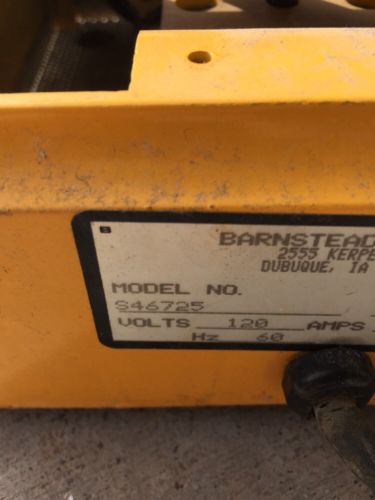 BARNSTEAD
2555 KERPE
DUBUQUE, IA
MODEL NO.
S46725
VOLTS 120 AMPS
Hz 60